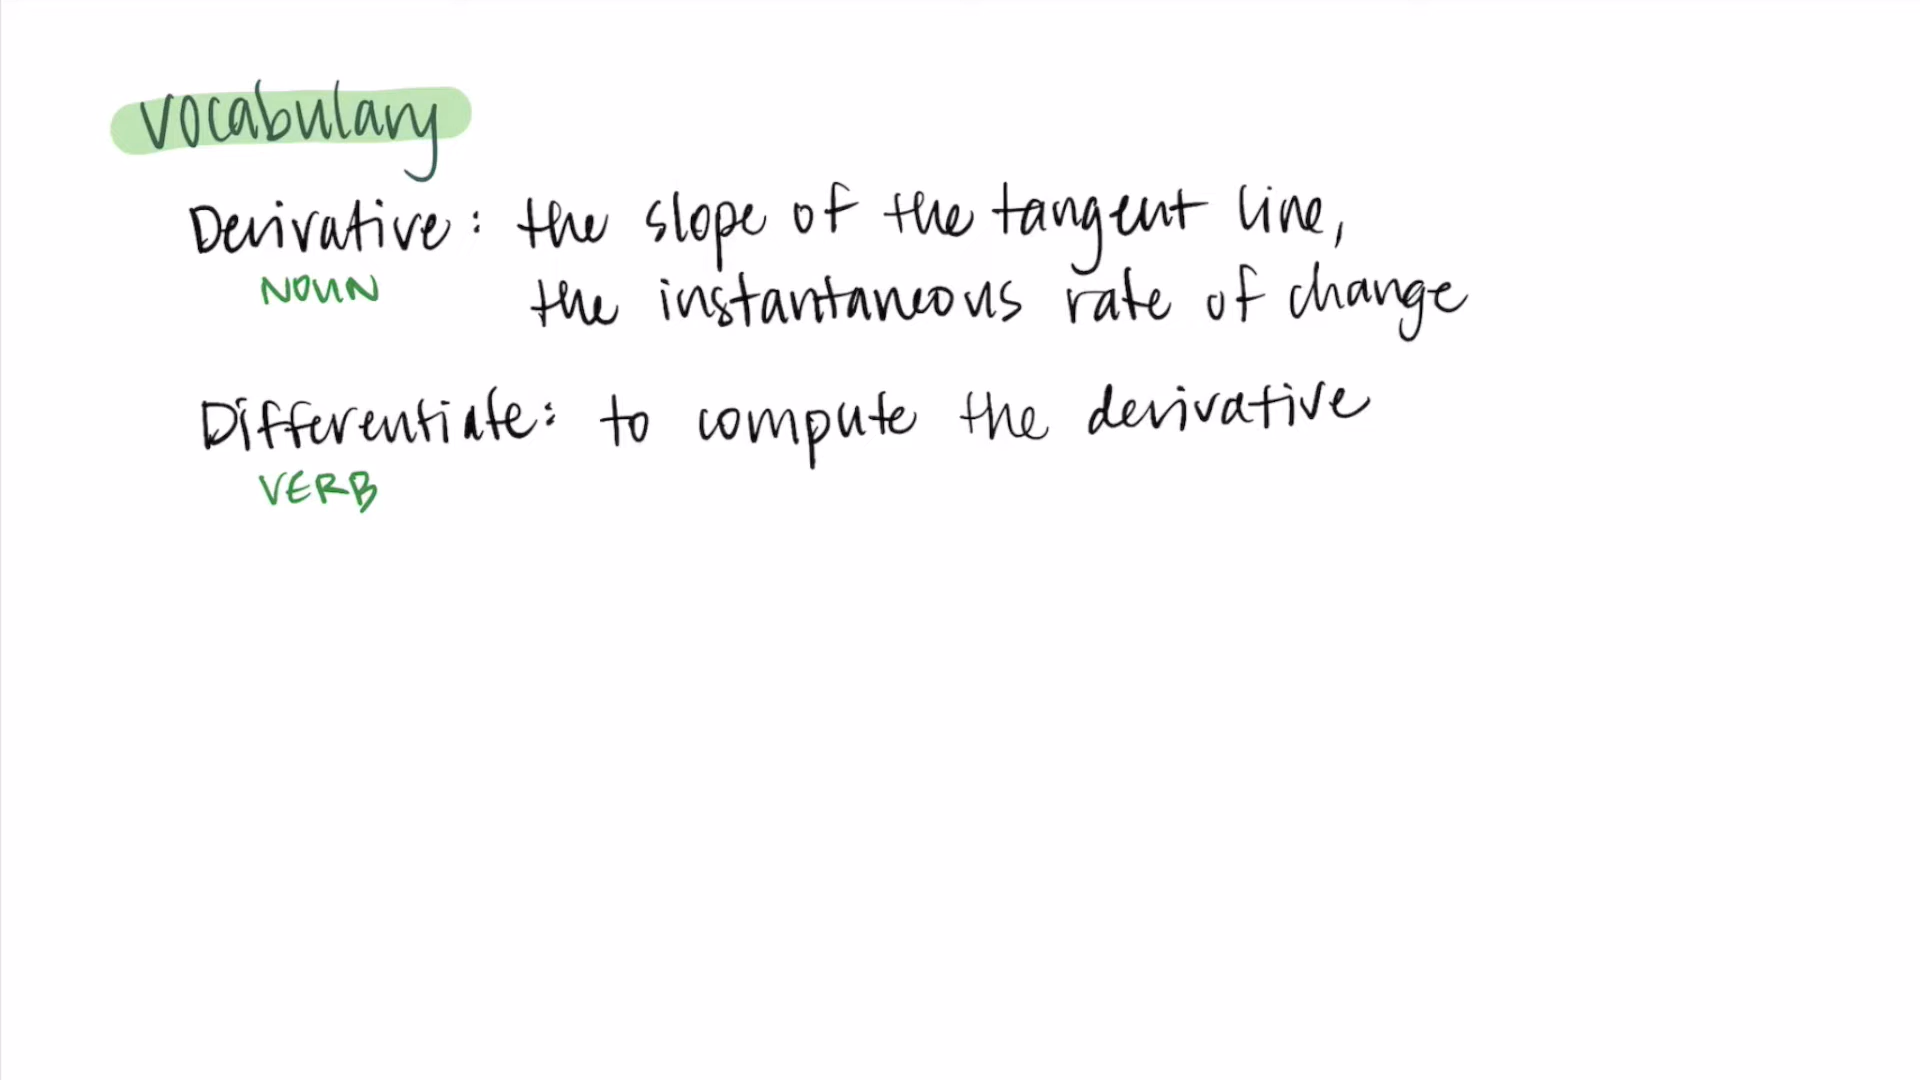 vocabulary
Derivative: the slope of the tangent line,
NOUN
the instantaneous rate of change
Differentiate: to compute the derivative
VERB